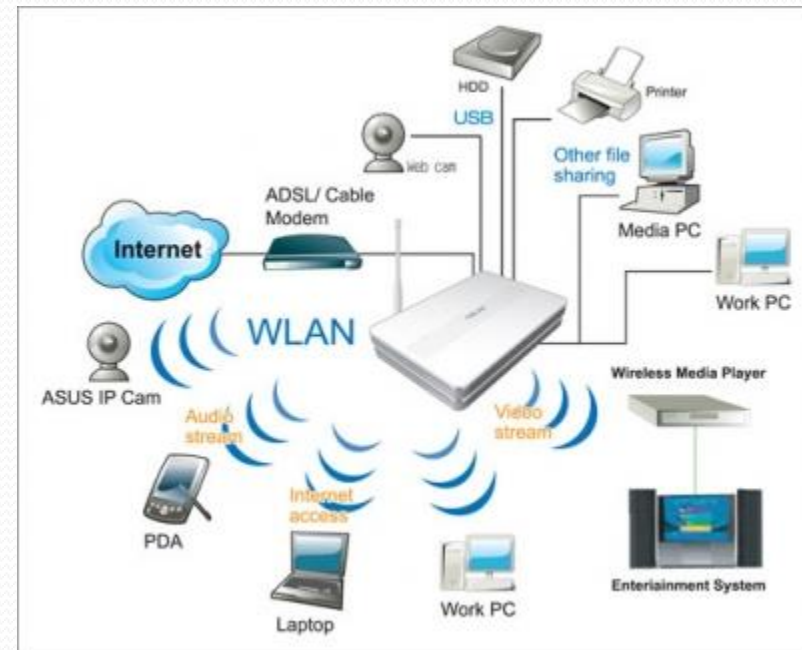 HDD
Printer
USB
Web cam
Other file
sharing
ADSL/ Cable
Modem
Media PC
Internet
Work PC
WLAN
Wireless Media Player
ASUS IP Cam
Audio
stream
Video
stream
Internet
access
PDA
Work PC
Enteriainment System
Laptop